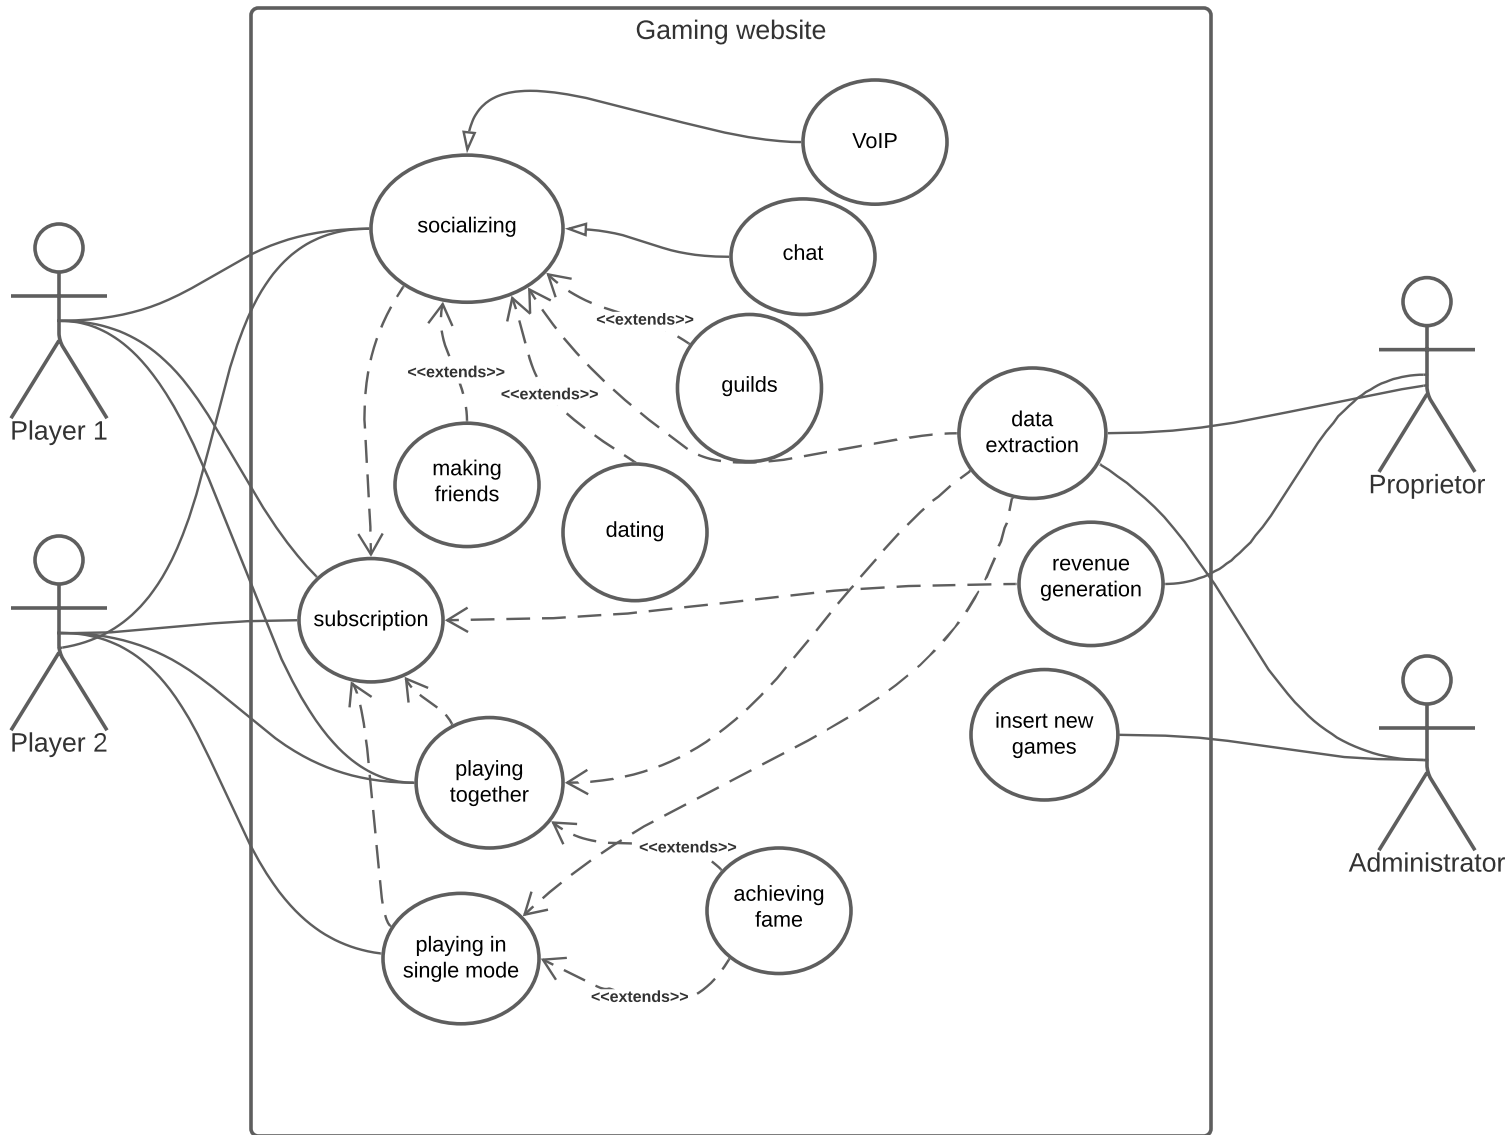 Gaming website
VoIP
socializing
chat
<<extends>>
guilds
<<extends>>
<<extends>>
data
extraction
Player 1
making
friends
Proprietor
dating
revenue
generation
subscription
insert new
games
Player 2
playing
together
<<extends>>
Administrator
achieving
fame
playing in
single mode
<<extends>>